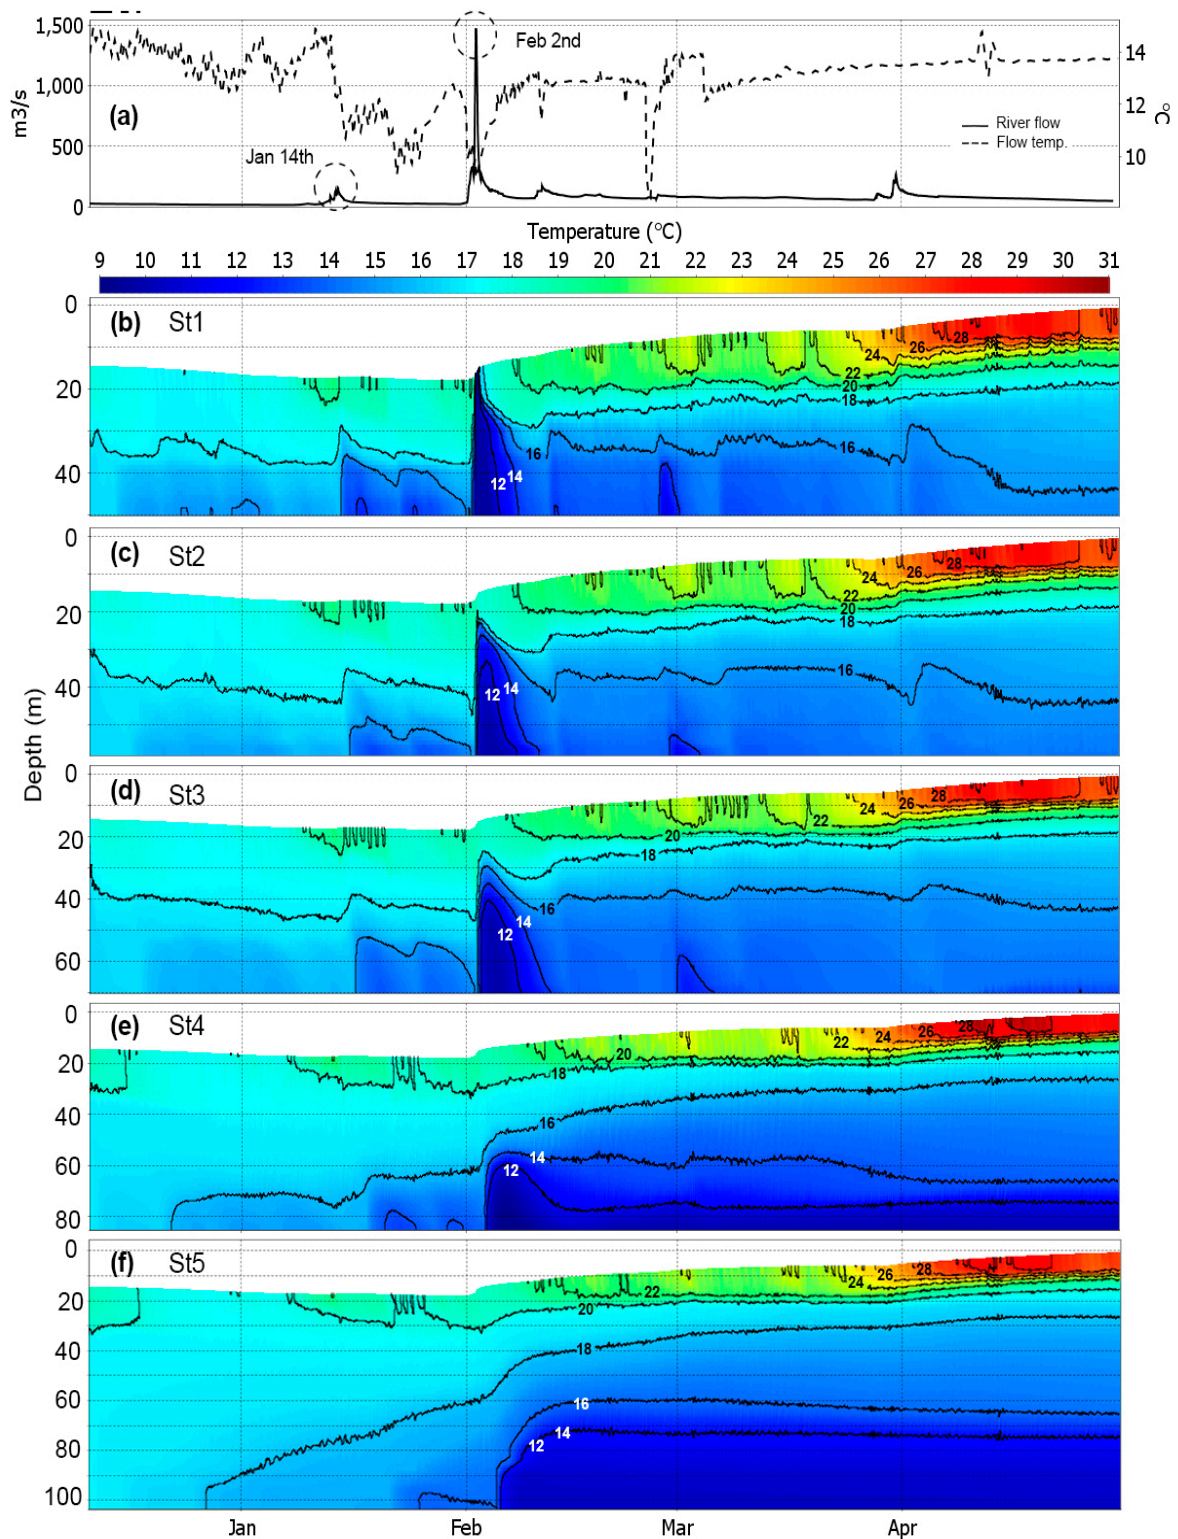 1,500
1,000
500
0
m3/s
(a)
Feb 2nd
Jan 14th
River flow
Flow temp.
14
12
10
°C
Temperature (°C)
9 10 11 12 13 14 15 16 17 18 19 20 21 22 23 24 25 26 27 28 29 30 31
(b) St1
0
20
40
12 14 16 16 18 20 22 24 26 28
(c) St2
0
20
40
12 14 16 18 20 22 24 26 28
Depth (m)
(d) St3
0
20
40
60
12 14 16 18 20 22 24 26 28
(e) St4
0
20
40
60
80
12 14 16 18 20 22 24 26 28
(f) St5
0
20
40
60
80
100
12 14 16 18 20 22 24 26 28
Jan Feb Mar Apr